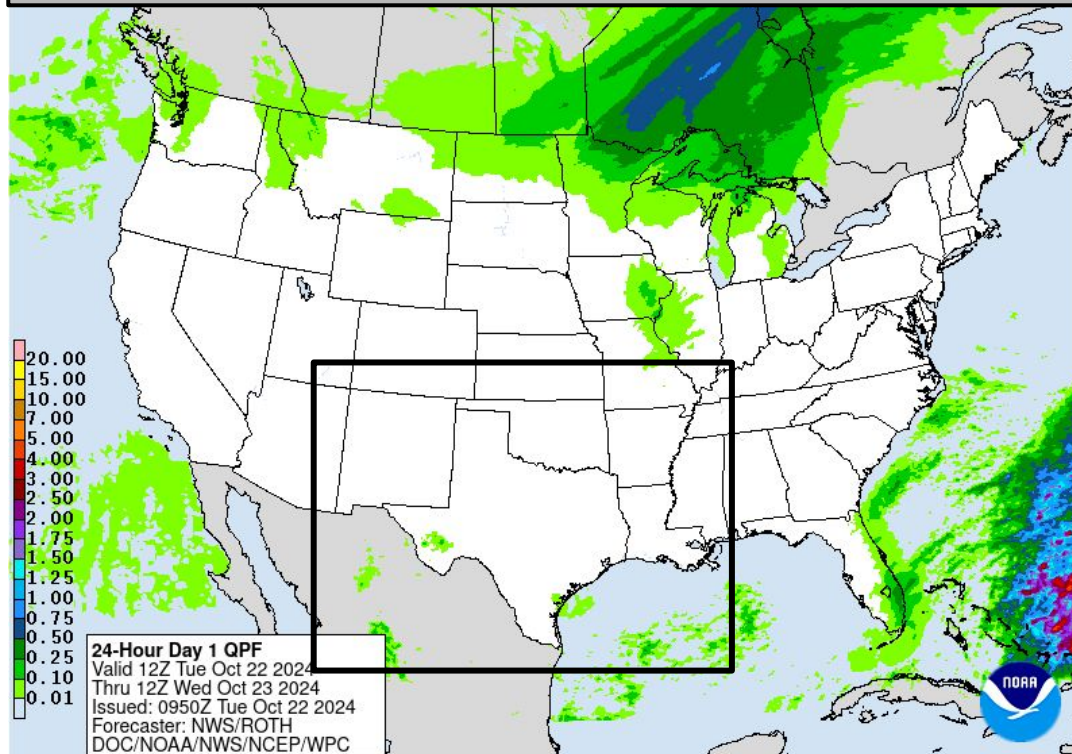 20.00
15.00
10.00
7.00
5.00
4.00
3.00
2.50
2.00
1.75
1.50
1.25
1.00
0.75
0.50
0.25
0.10
0.01
24-Hour Day 1 QPF
Valid 12Z Tue Oct 22 2024
Thru 12Z Wed Oct 23 2024
Issued: 0950Z Tue Oct 22 2024
Forecaster: NWS/ROTH
DOC/NOAA/NWS/NCEP/WPC
NOAA